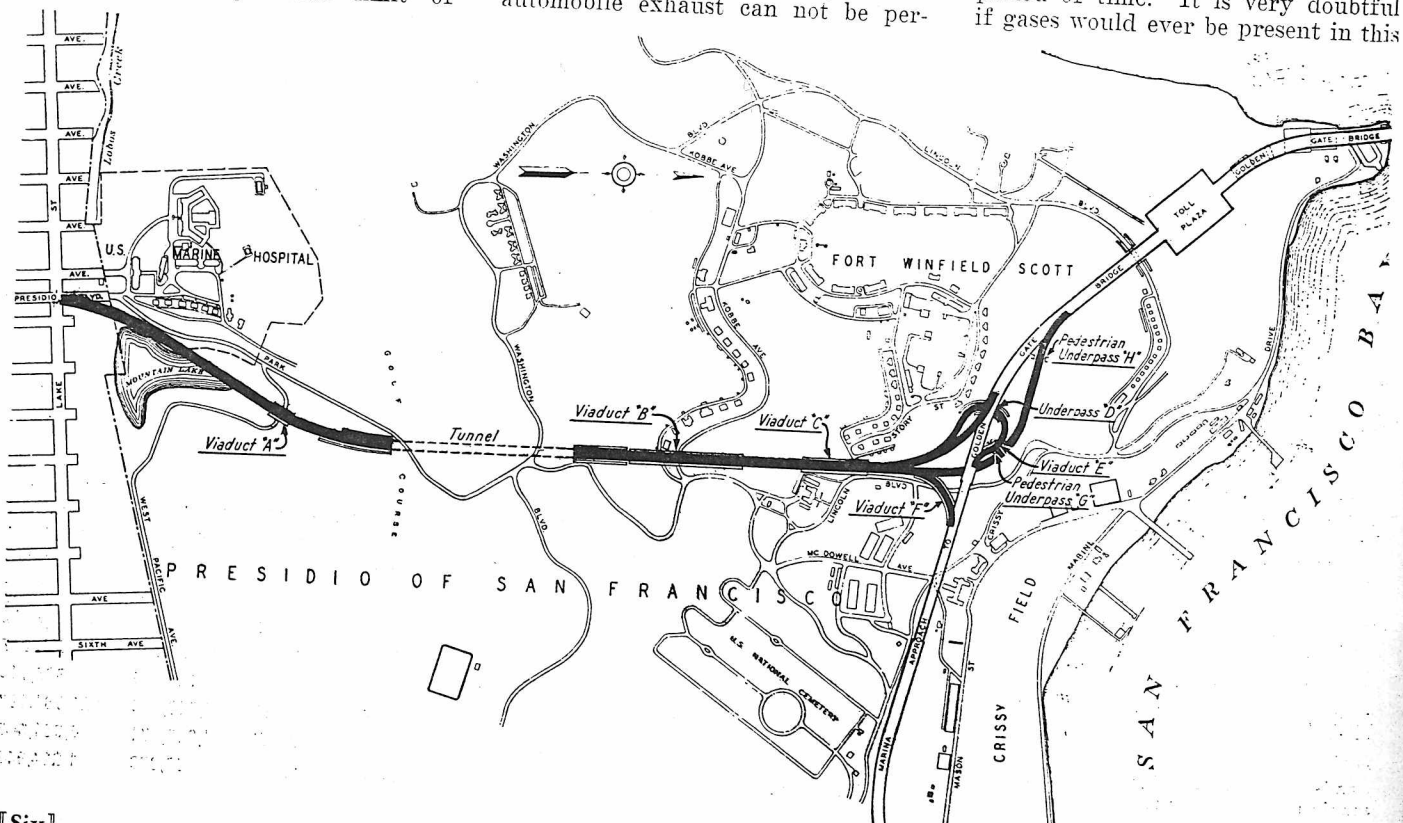 automobile exhaust can not be per-
of time. It is very doubtful
if gases would ever be present in this
AVE.
AVE.
AVE.
AVE
AVE.
AVE.
Lobos Creek
ST
LAKE
PRESIDIO
U.S. MARINE HOSPITAL
PARK
MOUNTAIN LAKE
Viaduct "A"
WEST PACIFIC AVE
AVE
SIXTH AVE
GOLF COURSE
Tunnel
WASHINGTON
WASHINGTON
BLVD
KOBBE AVE
BLVD
KOBBE AVE
LINCOLN
Viaduct "B"
Viaduct "C"
STORY ST
FORT WINFIELD SCOTT
GOLDEN GATE BRIDGE
TOLL PLAZA
GOLDEN GATE BRIDGE
Pedestrian Underpass "H"
Underpass "D"
Viaduct "E"
Pedestrian Underpass "G"
Viaduct "F"
LINCOLN BLVD
MC DOWELL AVE
CRISSY
MARINA APPROACH TO
MASON ST
CRISSY FIELD
MARINE DRIVE
U.S. NATIONAL CEMETERY
PRESIDIO OF SAN FRANCISCO
SAN FRANCISCO BAY
[Six]